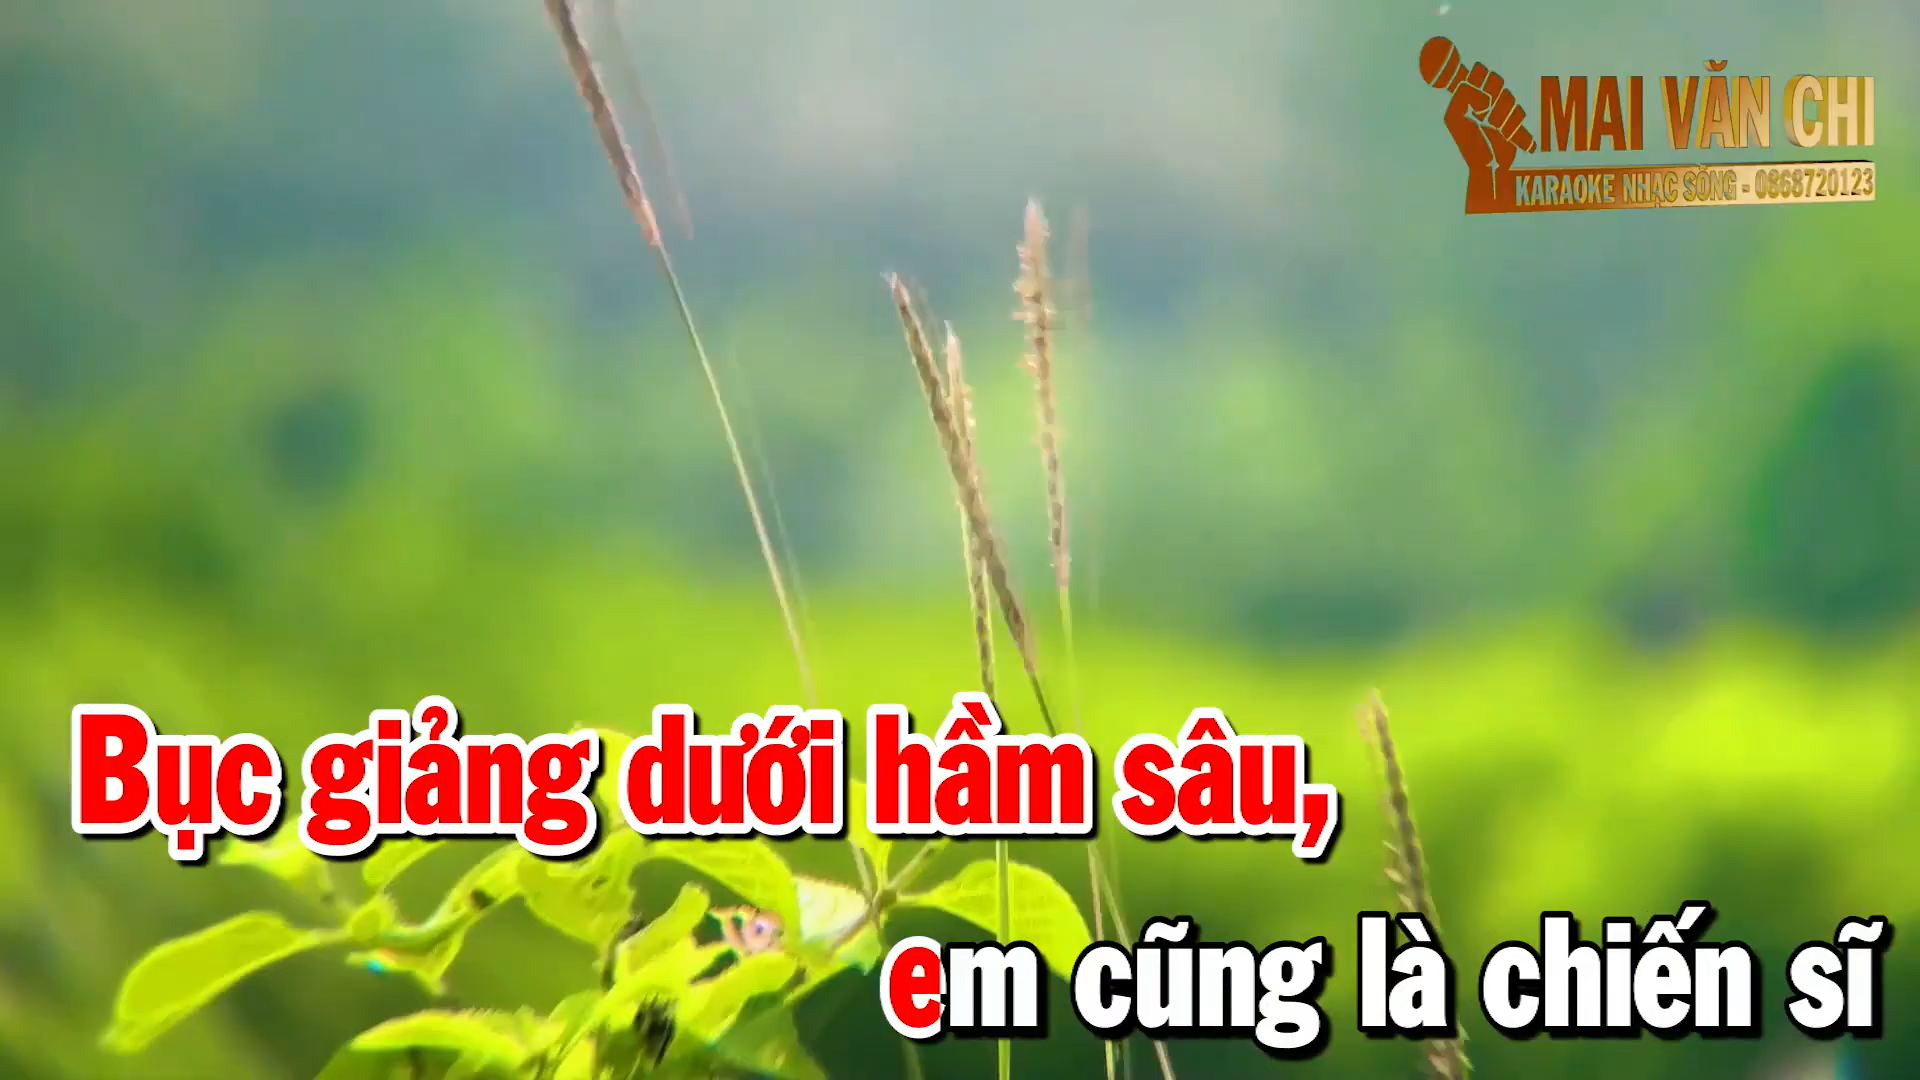 MAI VĂN CHI
KARAOKE NHẠC SỐNG - 0868720123
Bục giảng dưới hầm sâu,
em cũng là chiến sĩ